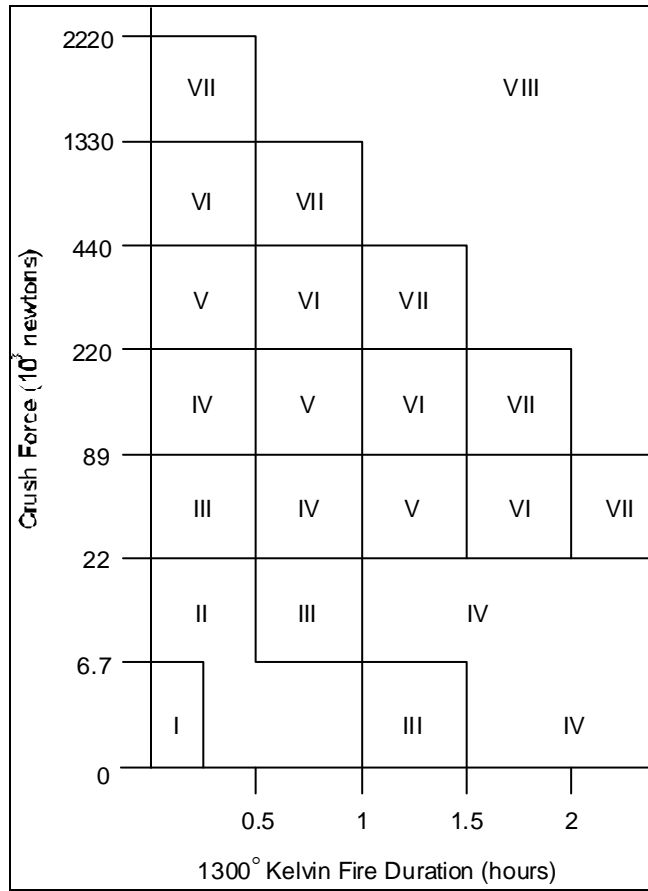 2220
VII VIII
1330
VI VII
440
V VI VII
220
IV V VI VII
89
III IV V VI VII
22
II III IV
6.7
I III IV
0
0.5 1 1.5 2
1300° Kelvin Fire Duration (hours)
Crush Force (10³ newtons)